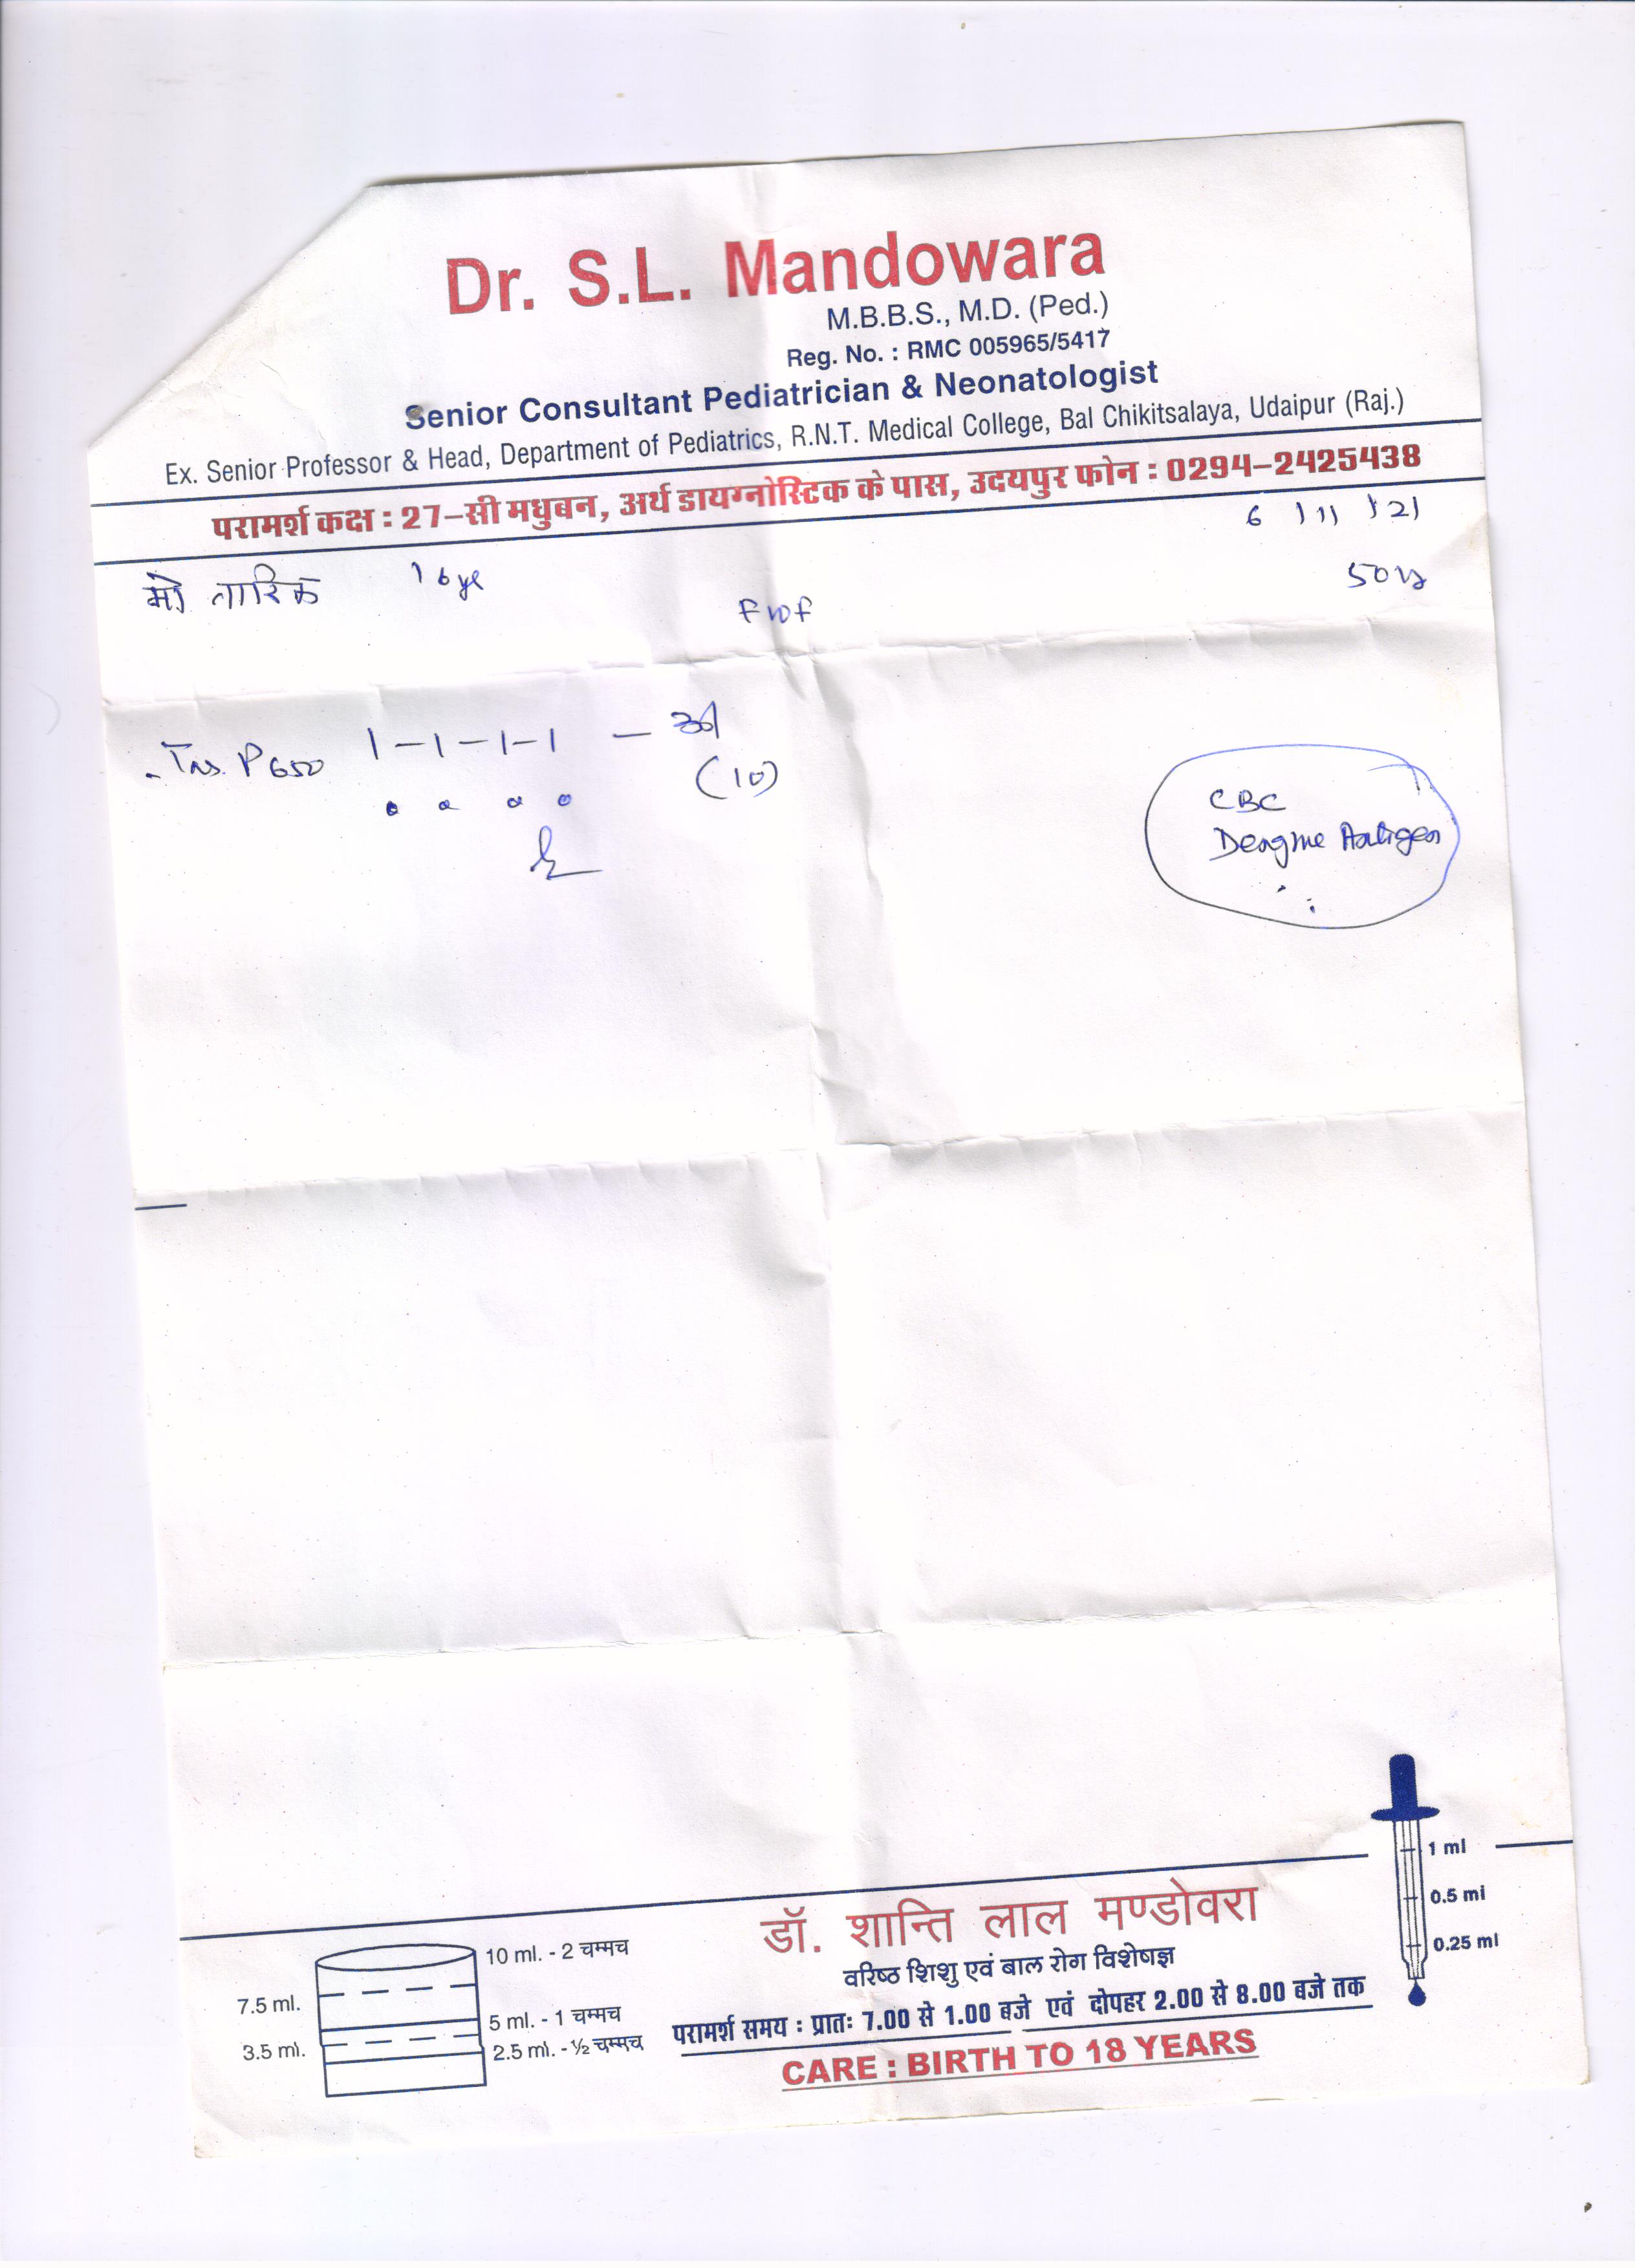 Dr. S.L. Mandowara
M.B.B.S., M.D. (Ped.)
Reg. No. : RMC 005965/5417
Senior Consultant Pediatrician & Neonatologist
Ex. Senior Professor & Head, Department of Pediatrics, R.N.T. Medical College, Bal Chikitsalaya, Udaipur (Raj.)
परामर्श कक्ष : 27-सी मधुबन, अर्थ डायग्नोस्टिक के पास, उदयपुर फोन : 0294-2425438
6 / 11 / 21
मो तारिक 16 yr
P 650 1-1-1-1 -
(10)
CBC
Dengue Antigen
1 ml
0.5 ml
0.25 ml
डॉ. शान्ति लाल मण्डोवरा
वरिष्ठ शिशु एवं बाल रोग विशेषज्ञ
परामर्श समय : प्रातः 7.00 से 1.00 बजे एवं दोपहर 2.00 से 8.00 बजे तक
CARE : BIRTH TO 18 YEARS
10 ml. - 2 चम्मच
7.5 ml.
5 ml. - 1 चम्मच
3.5 ml.
2.5 ml. - ½ चम्मच